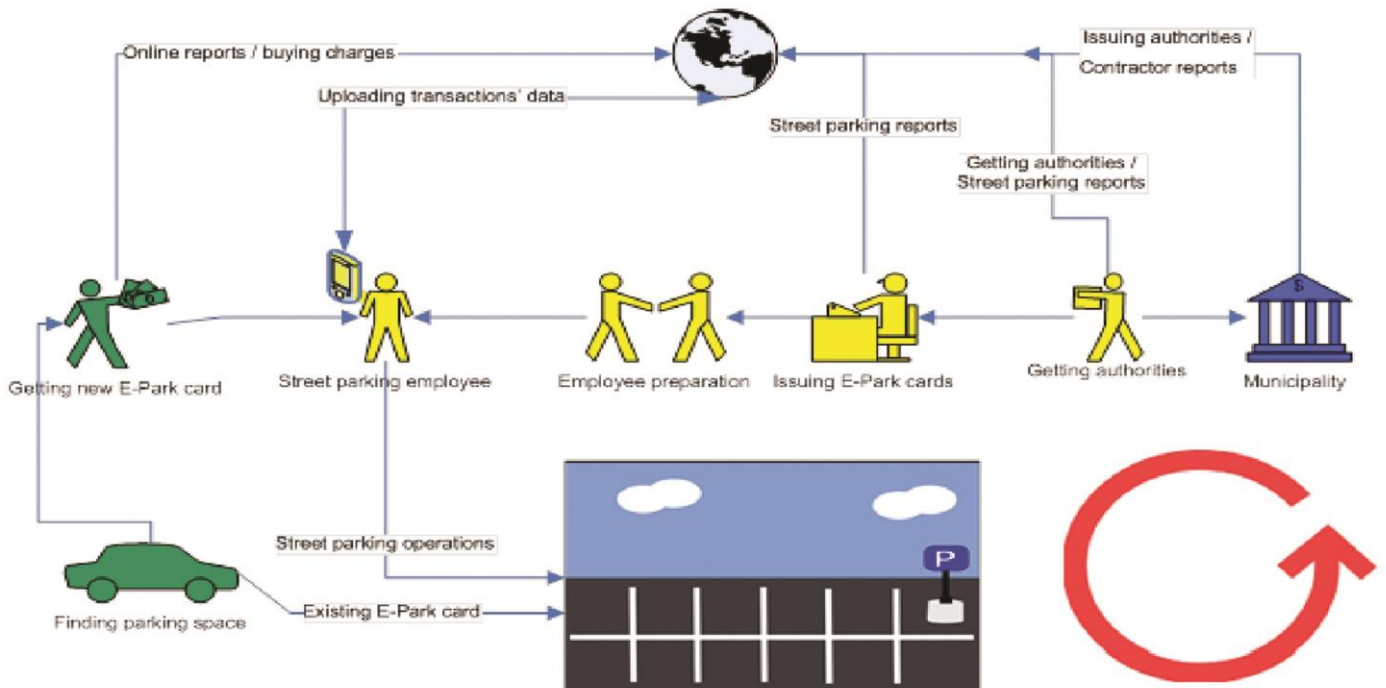 Online reports / buying charges
Issuing authorities /
Contractor reports
Uploading transactions' data
Street parking reports
Getting authorities /
Street parking reports
$
Getting new E-Park card
Street parking employee
Employee preparation
Issuing E-Park cards
Getting authorities
Municipality
Street parking operations
P
Existing E-Park card
Finding parking space